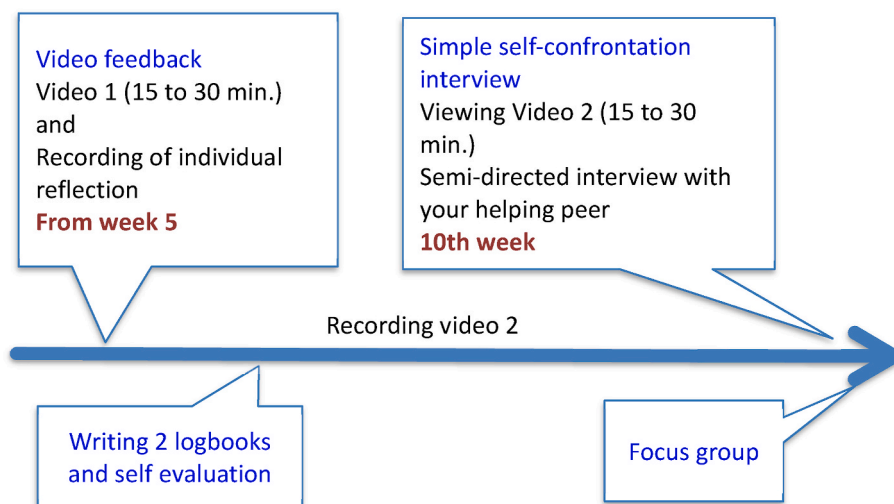 Video feedback
Video 1 (15 to 30 min.)
and
Recording of individual
reflection
From week 5
Simple self-confrontation
interview
Viewing Video 2 (15 to 30
min.)
Semi-directed interview with
your helping peer
10th week
Recording video 2
Writing 2 logbooks
and self evaluation
Focus group